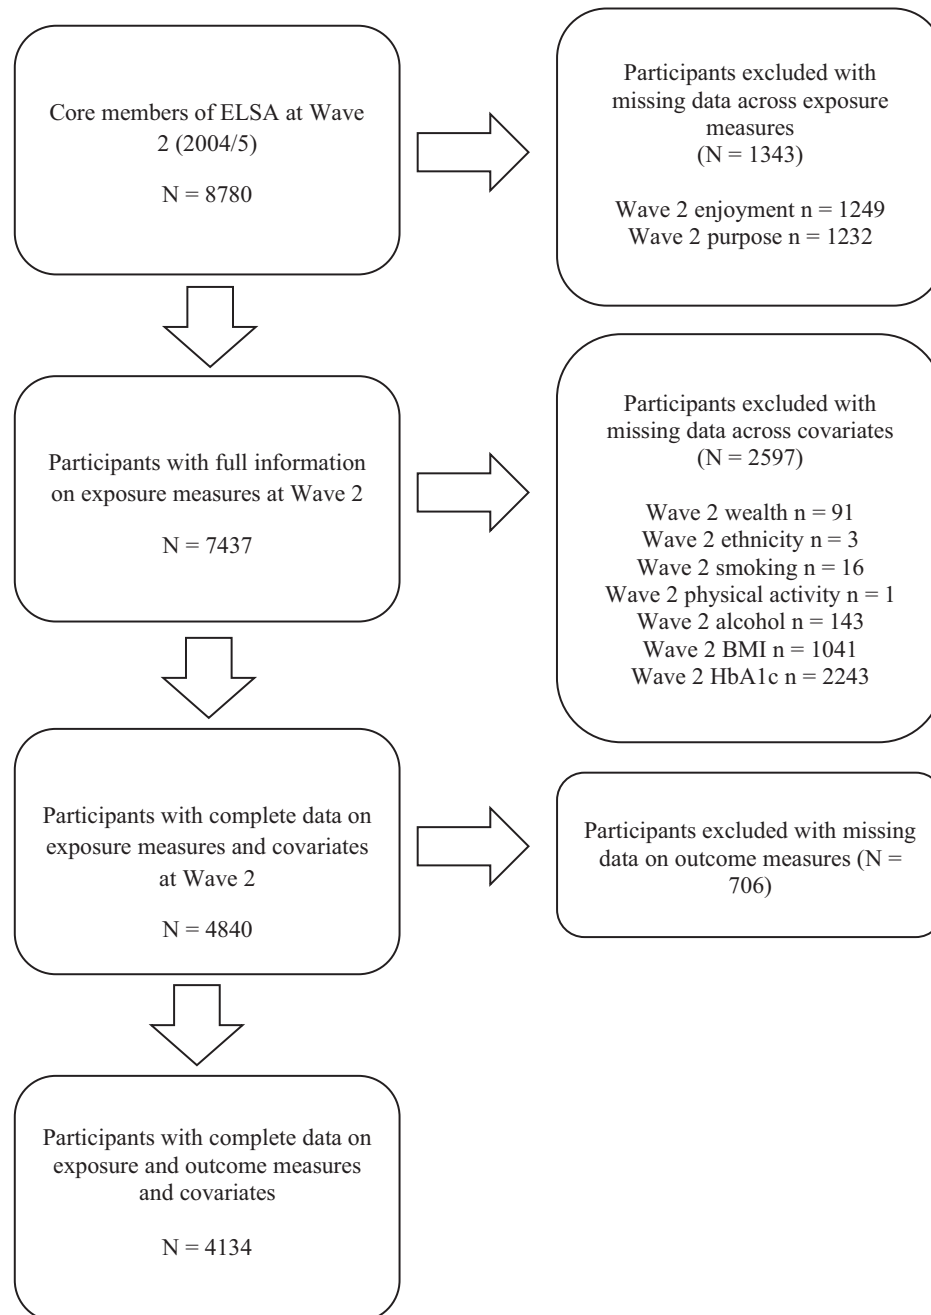 Core members of ELSA at Wave
2 (2004/5)
N = 8780
Participants excluded with
missing data across exposure
measures
(N = 1343)
Wave 2 enjoyment n = 1249
Wave 2 purpose n = 1232
Participants with full information
on exposure measures at Wave 2
N = 7437
Participants excluded with
missing data across covariates
(N = 2597)
Wave 2 wealth n = 91
Wave 2 ethnicity n = 3
Wave 2 smoking n = 16
Wave 2 physical activity n = 1
Wave 2 alcohol n = 143
Wave 2 BMI n = 1041
Wave 2 HbA1c n = 2243
Participants with complete data on
exposure measures and covariates
at Wave 2
N = 4840
Participants excluded with missing
data on outcome measures (N =
706)
Participants with complete data on
exposure and outcome measures
and covariates
N = 4134